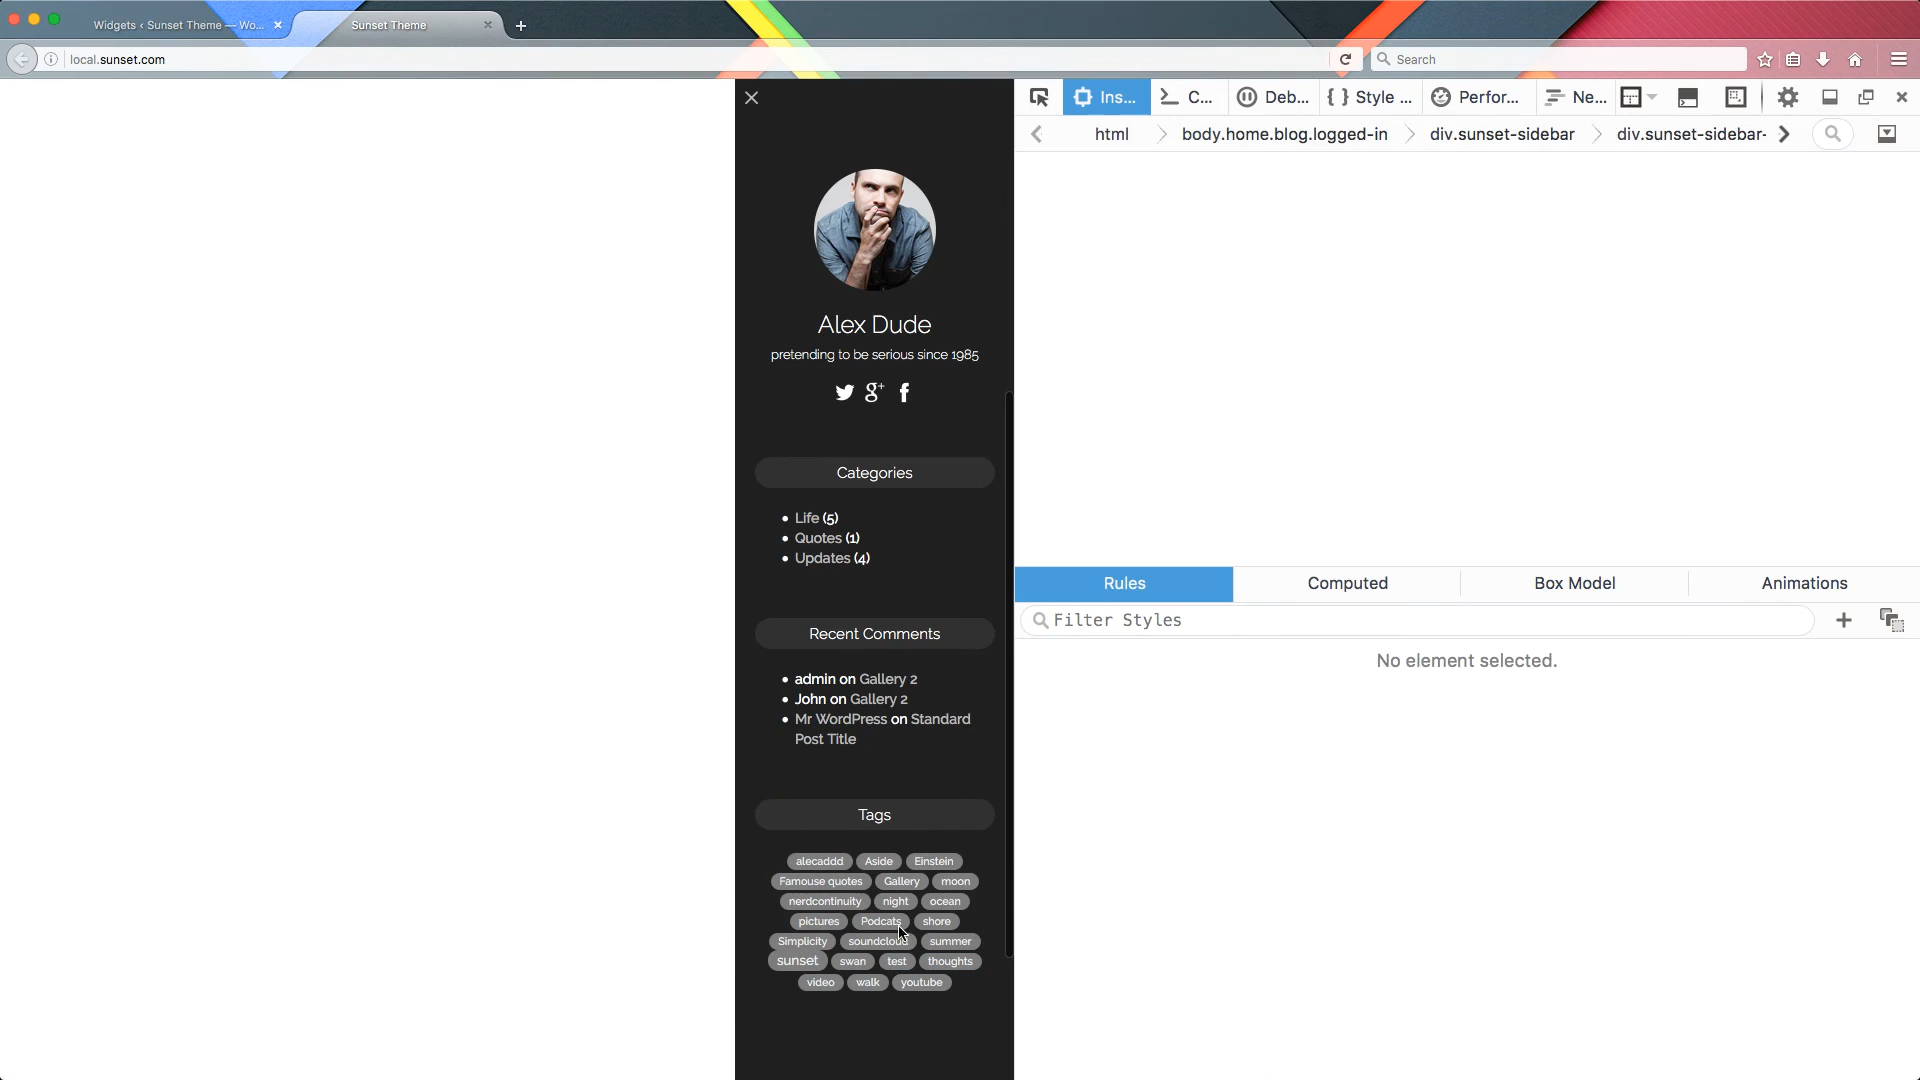 Widgets ‹ Sunset Theme — Wo...
Sunset Theme
local.sunset.com
Search
Ins...
C...
Deb...
Style ...
Perfor...
Ne...
html
body.home.blog.logged-in
div.sunset-sidebar
div.sunset-sidebar-
Alex Dude
pretending to be serious since 1985
Categories
Life (5)
Quotes (1)
Updates (4)
Recent Comments
admin on Gallery 2
John on Gallery 2
Mr WordPress on Standard
Post Title
Tags
alecaddd Aside Einstein
Famouse quotes Gallery moon
nerdcontinuity night ocean
pictures Podcats shore
Simplicity soundcloud summer
sunset swan test thoughts
video walk youtube
Rules
Computed
Box Model
Animations
Filter Styles
No element selected.